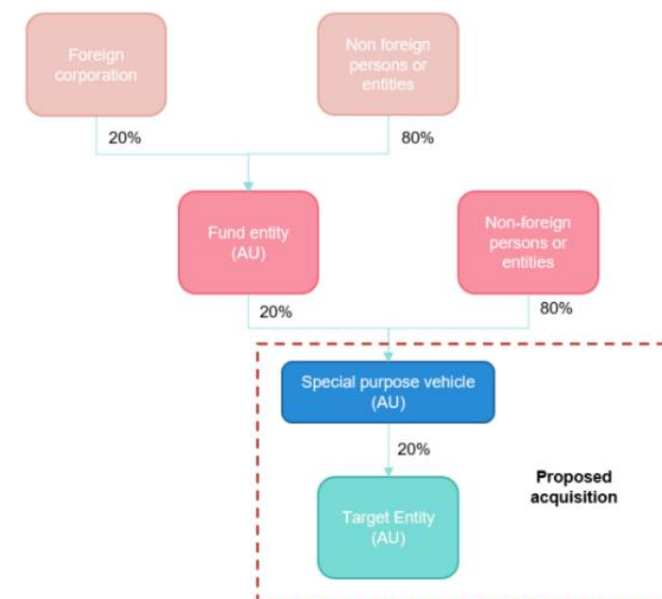 Foreign
corporation
Non foreign
persons or
entities
20%
80%
Fund entity
(AU)
Non-foreign
persons or
entities
20%
80%
Special purpose vehicle
(AU)
20%
Proposed
acquisition
Target Entity
(AU)